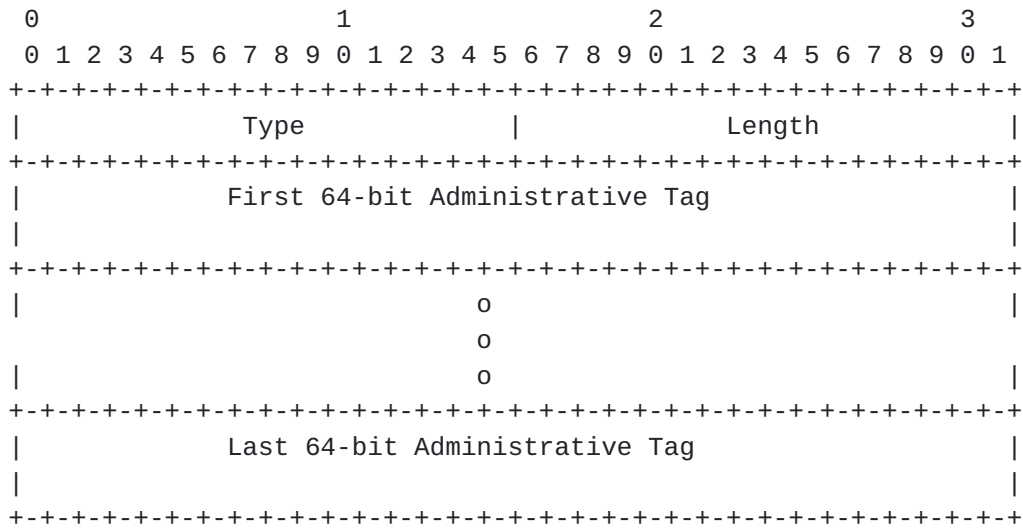 0                   1                   2                   3
 0 1 2 3 4 5 6 7 8 9 0 1 2 3 4 5 6 7 8 9 0 1 2 3 4 5 6 7 8 9 0 1
+-+-+-+-+-+-+-+-+-+-+-+-+-+-+-+-+-+-+-+-+-+-+-+-+-+-+-+-+-+-+-+-+
|              Type             |             Length            |
+-+-+-+-+-+-+-+-+-+-+-+-+-+-+-+-+-+-+-+-+-+-+-+-+-+-+-+-+-+-+-+-+
|             First 64-bit Administrative Tag                   |
|                                                               |
+-+-+-+-+-+-+-+-+-+-+-+-+-+-+-+-+-+-+-+-+-+-+-+-+-+-+-+-+-+-+-+-+
|                             o                                 |
                              o
|                             o                                 |
+-+-+-+-+-+-+-+-+-+-+-+-+-+-+-+-+-+-+-+-+-+-+-+-+-+-+-+-+-+-+-+-+
|             Last 64-bit Administrative Tag                    |
|                                                               |
+-+-+-+-+-+-+-+-+-+-+-+-+-+-+-+-+-+-+-+-+-+-+-+-+-+-+-+-+-+-+-+-+